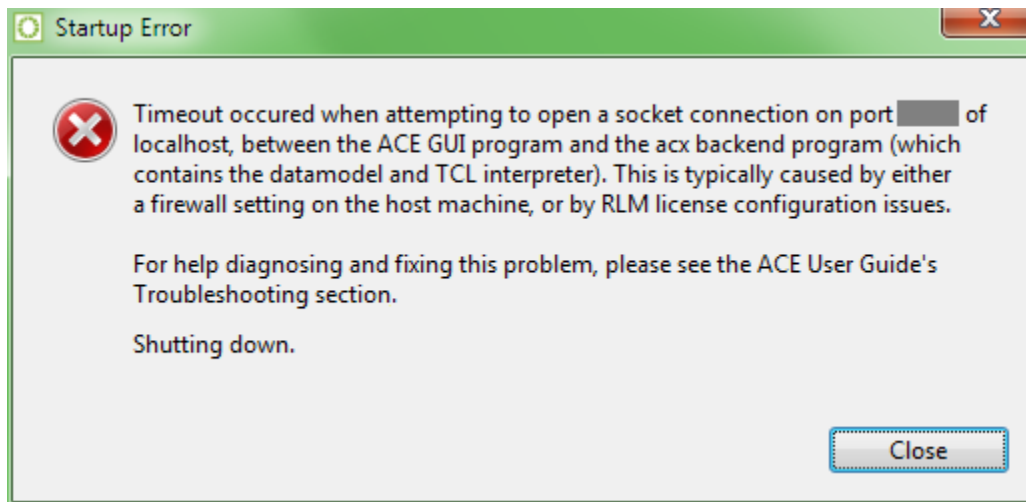 Startup Error
Timeout occured when attempting to open a socket connection on port of
localhost, between the ACE GUI program and the acx backend program (which
contains the datamodel and TCL interpreter). This is typically caused by either
a firewall setting on the host machine, or by RLM license configuration issues.
For help diagnosing and fixing this problem, please see the ACE User Guide's
Troubleshooting section.
Shutting down.
Close